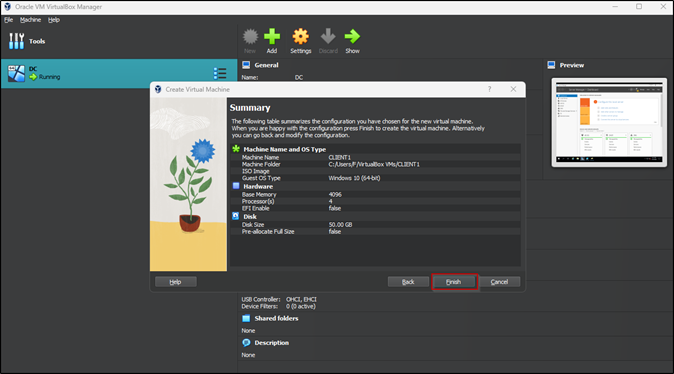 Oracle VM VirtualBox Manager
File Machine Help
Tools
New Add Settings Discard Show
DC
Running
General
Name: DC
Preview
Create Virtual Machine
Summary
The following table summarizes the configuration you have chosen for the new virtual machine.
When you are happy with the configuration press Finish to create the virtual machine. Alternatively
you can go back and modify the configuration.
Machine Name and OS Type
Machine Name CLIENT1
Machine Folder C:/Users/F/VirtualBox VMs/CLIENT1
ISO Image
Guest OS Type Windows 10 (64-bit)
Hardware
Base Memory 4096
Processor(s) 4
EFI Enable false
Disk
Disk Size 50.00 GB
Pre-allocate Full Size false
Help Back Finish Cancel
USB Controller: OHCI, EHCI
Device Filters: 0 (0 active)
Shared folders
None
Description
None